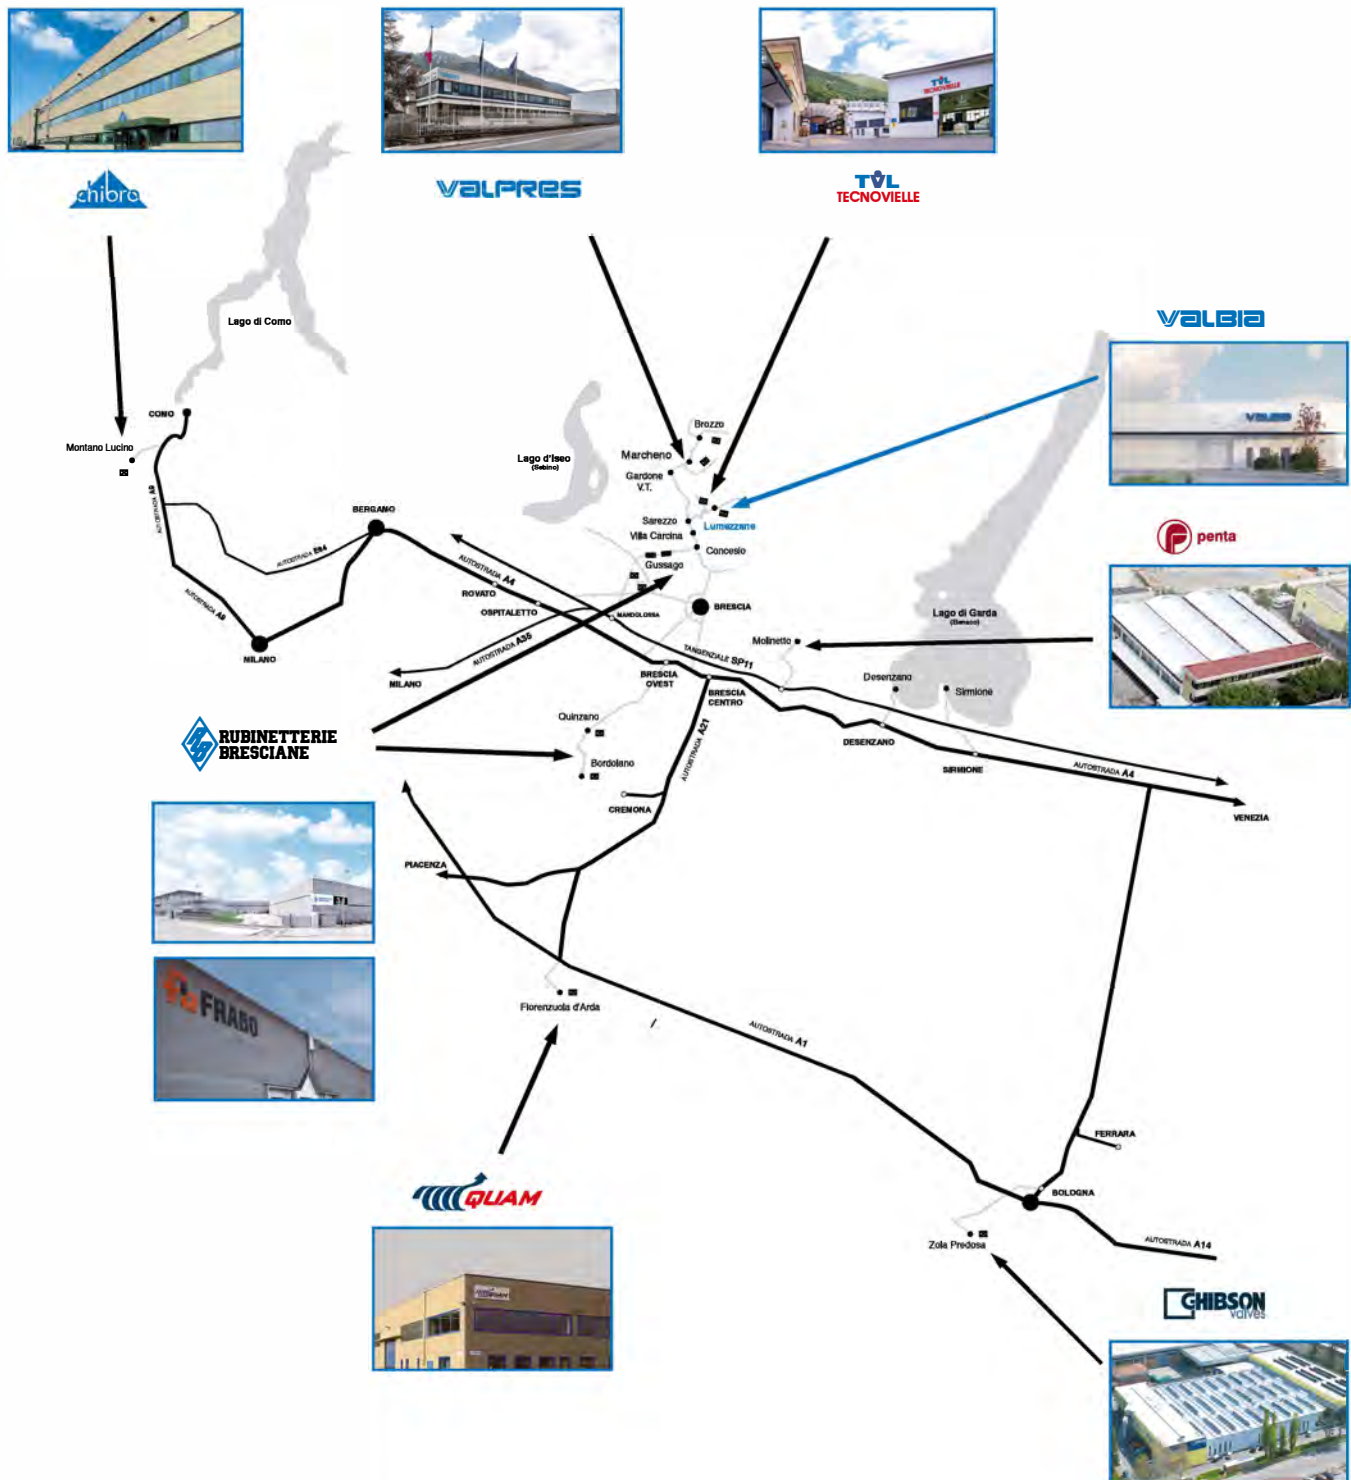 TVL
TECNOVIELLE
chibro
VALPRES
TVL
TECNOVIELLE
VALBIA
VALBIA
Lago di Como
COMO
Montano Lucino
AUTOSTRADA A9
BERGAMO
AUTOSTRADA E64
AUTOSTRADA A9
MILANO
Lago d'Iseo
(Sebino)
Brozzo
Marcheno
Gardone
V.T.
Sarezzo
Lumezzane
Villa Carcina
Concesio
Gussago
BRESCIA
AUTOSTRADA A4
ROVATO
OSPITALETTO
MANDOLOSSA
AUTOSTRADA A35
MILANO
penta
Lago di Garda
(Benaco)
Molinetto
TANGENZIALE SP11
Desenzano
Sirmione
BRESCIA
OVEST
BRESCIA
CENTRO
DESENZANO
SIRMIONE
AUTOSTRADA A4
VENEZIA
RUBINETTERIE
BRESCIANE
Quinzano
Bordolano
AUTOSTRADA A21
CREMONA
PIACENZA
FRABO
Fiorenzuola d'Arda
AUTOSTRADA A1
FERRARA
BOLOGNA
AUTOSTRADA A14
Zola Predosa
QUAM
GHIBSON
valves